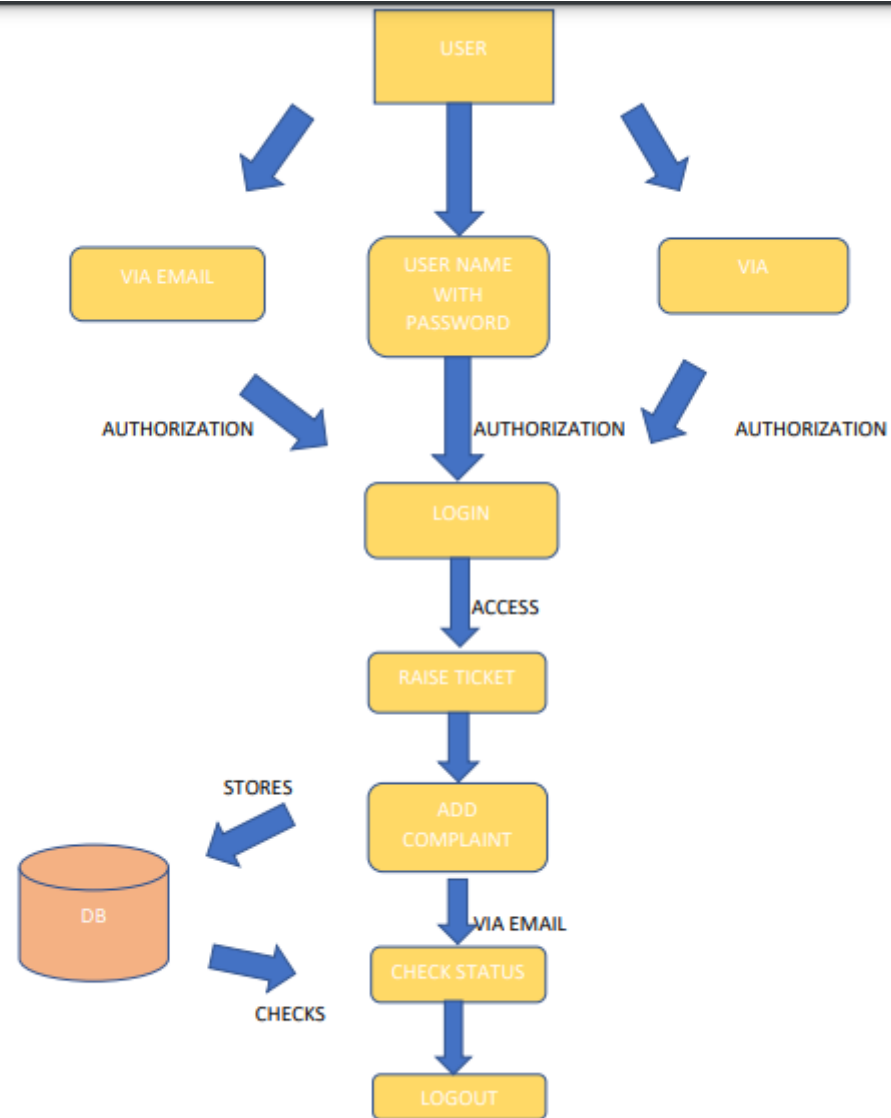 USER
VIA EMAIL
USER NAME
WITH
PASSWORD
VIA
AUTHORIZATION
AUTHORIZATION
AUTHORIZATION
LOGIN
ACCESS
RAISE TICKET
STORES
ADD
COMPLAINT
DB
VIA EMAIL
CHECK STATUS
CHECKS
LOGOUT